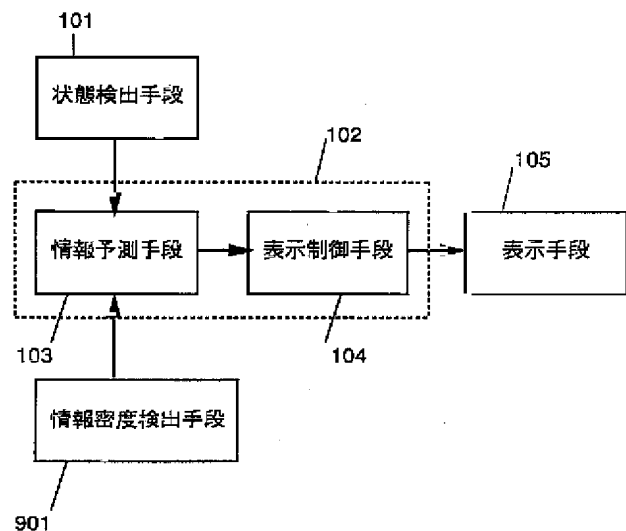 101
状態検出手段
102
105
情報予測手段
表示制御手段
表示手段
103
104
情報密度検出手段
901